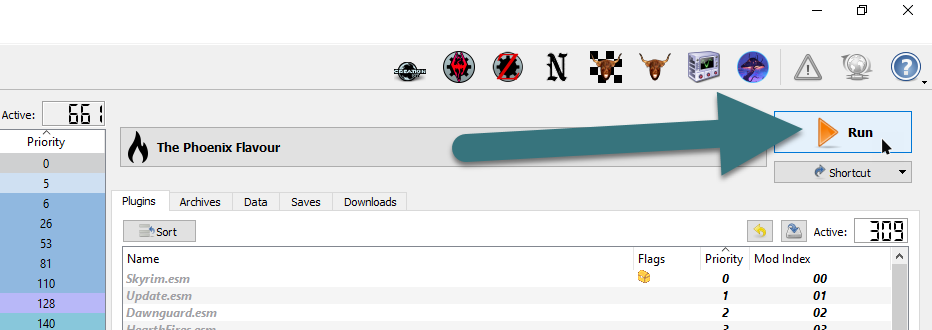 CREATION
N
?
Active: 661
Priority
0
5
6
26
53
81
110
128
140
The Phoenix Flavour
Run
Shortcut
Plugins Archives Data Saves Downloads
Sort
Active: 309
Name Flags Priority Mod Index
Skyrim.esm 0 00
Update.esm 1 01
Dawnguard.esm 2 02
HearthFires.esm 3 03